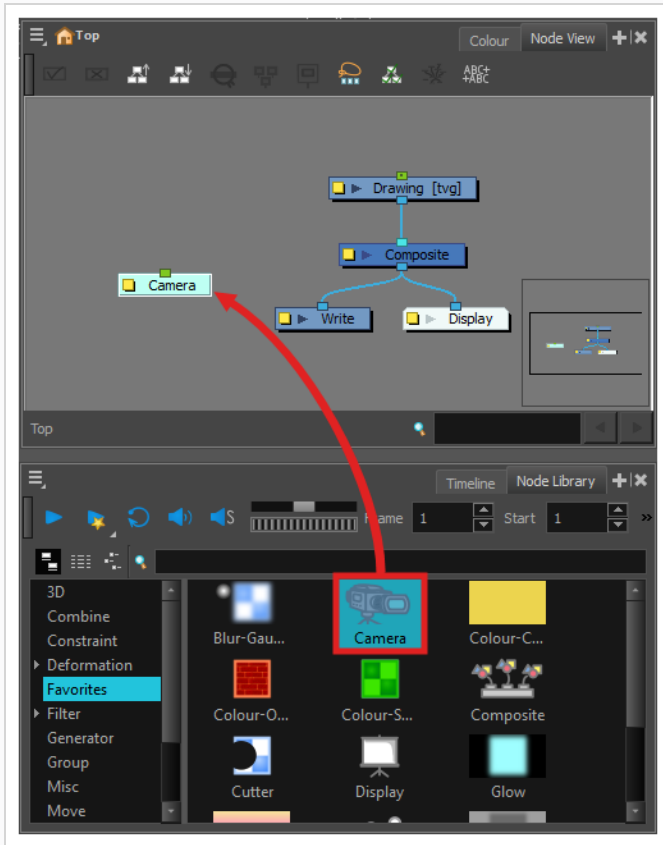 Top
Colour Node View
ABC+
+ABC
Drawing [tvg]
Composite
Camera
Write Display
Top
Timeline Node Library
S Frame 1 Start 1 »
3D
Combine
Constraint
Deformation
Favorites
Filter
Generator
Group
Misc
Move
Blur-Gau... Camera Colour-C...
Colour-O... Colour-S... Composite
Cutter Display Glow